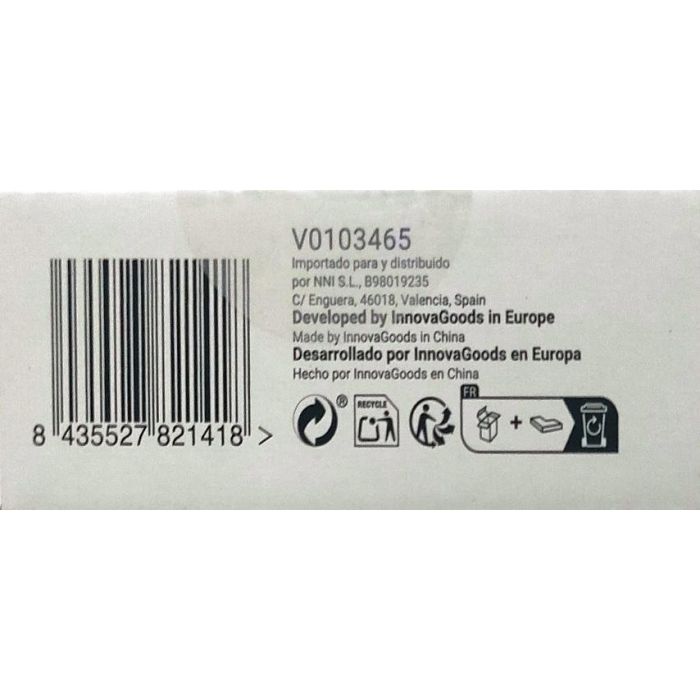 V0103465
Importado para y distribuido
por NNI S.L., B98019235
C/ Enguera, 46018, Valencia, Spain
Developed by InnovaGoods in Europe
Made by InnovaGoods in China
Desarrollado por InnovaGoods en Europa
Hecho por InnovaGoods en China
8 435527 821418 >
®
RECYCLE
FR
+